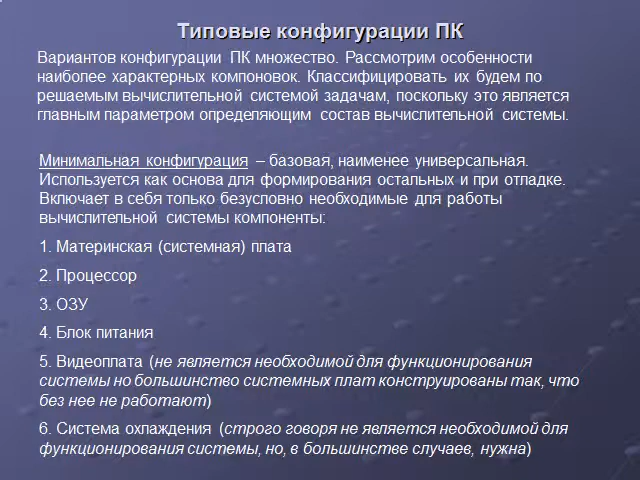 Типовые конфигурации ПК
Вариантов конфигурации ПК множество. Рассмотрим особенности
наиболее характерных компоновок. Классифицировать их будем по
решаемым вычислительной системой задачам, поскольку это является
главным параметром определяющим состав вычислительной системы.
Минимальная конфигурация – базовая, наименее универсальная.
Используется как основа для формирования остальных и при отладке.
Включает в себя только безусловно необходимые для работы
вычислительной системы компоненты:
1. Материнская (системная) плата
2. Процессор
3. ОЗУ
4. Блок питания
5. Видеоплата (не является необходимой для функционирования
системы но большинство системных плат конструированы так, что
без нее не работают)
6. Система охлаждения (строго говоря не является необходимой для
функционирования системы, но, в большинстве случаев, нужна)